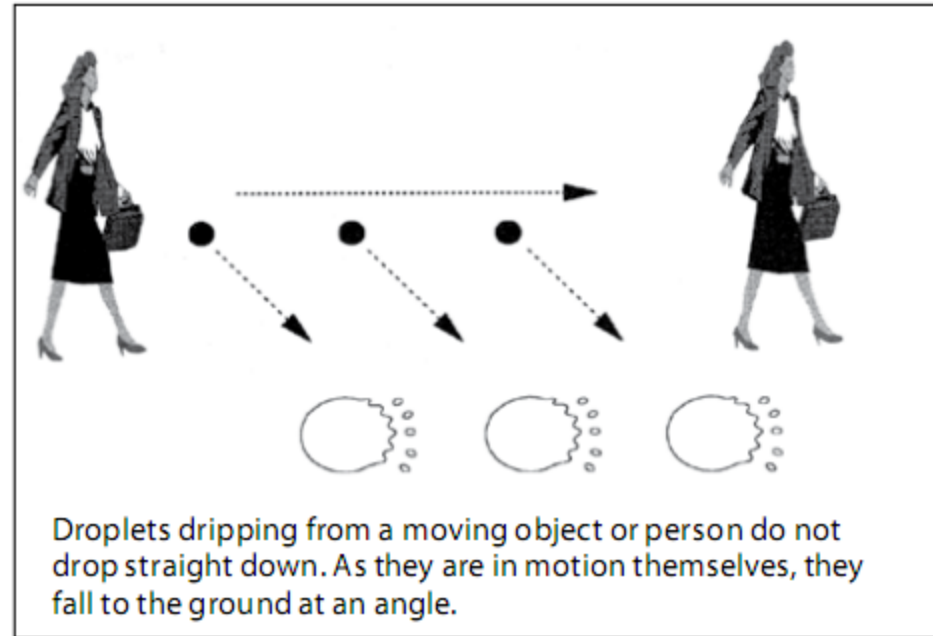 Droplets dripping from a moving object or person do not
drop straight down. As they are in motion themselves, they
fall to the ground at an angle.